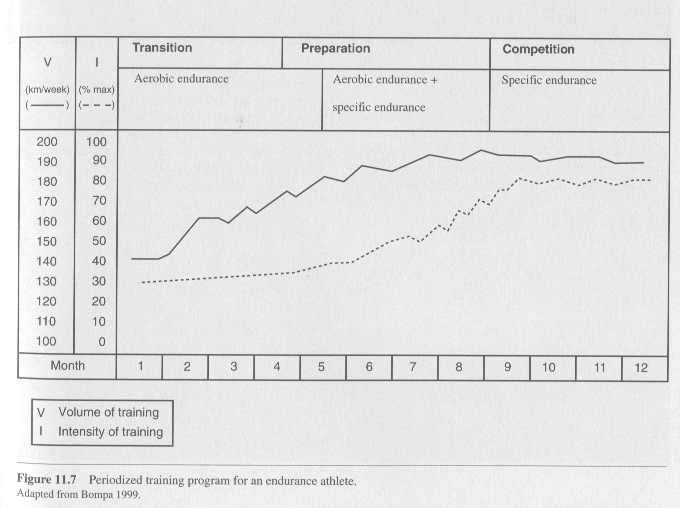 V I Transition Preparation Competition
(km/week) (% max) Aerobic endurance Aerobic endurance + Specific endurance
(——) (– – –) specific endurance
200 100
190 90
180 80
170 70
160 60
150 50
140 40
130 30
120 20
110 10
100 0
Month 1 2 3 4 5 6 7 8 9 10 11 12
V Volume of training
I Intensity of training
Figure 11.7 Periodized training program for an endurance athlete.
Adapted from Bompa 1999.